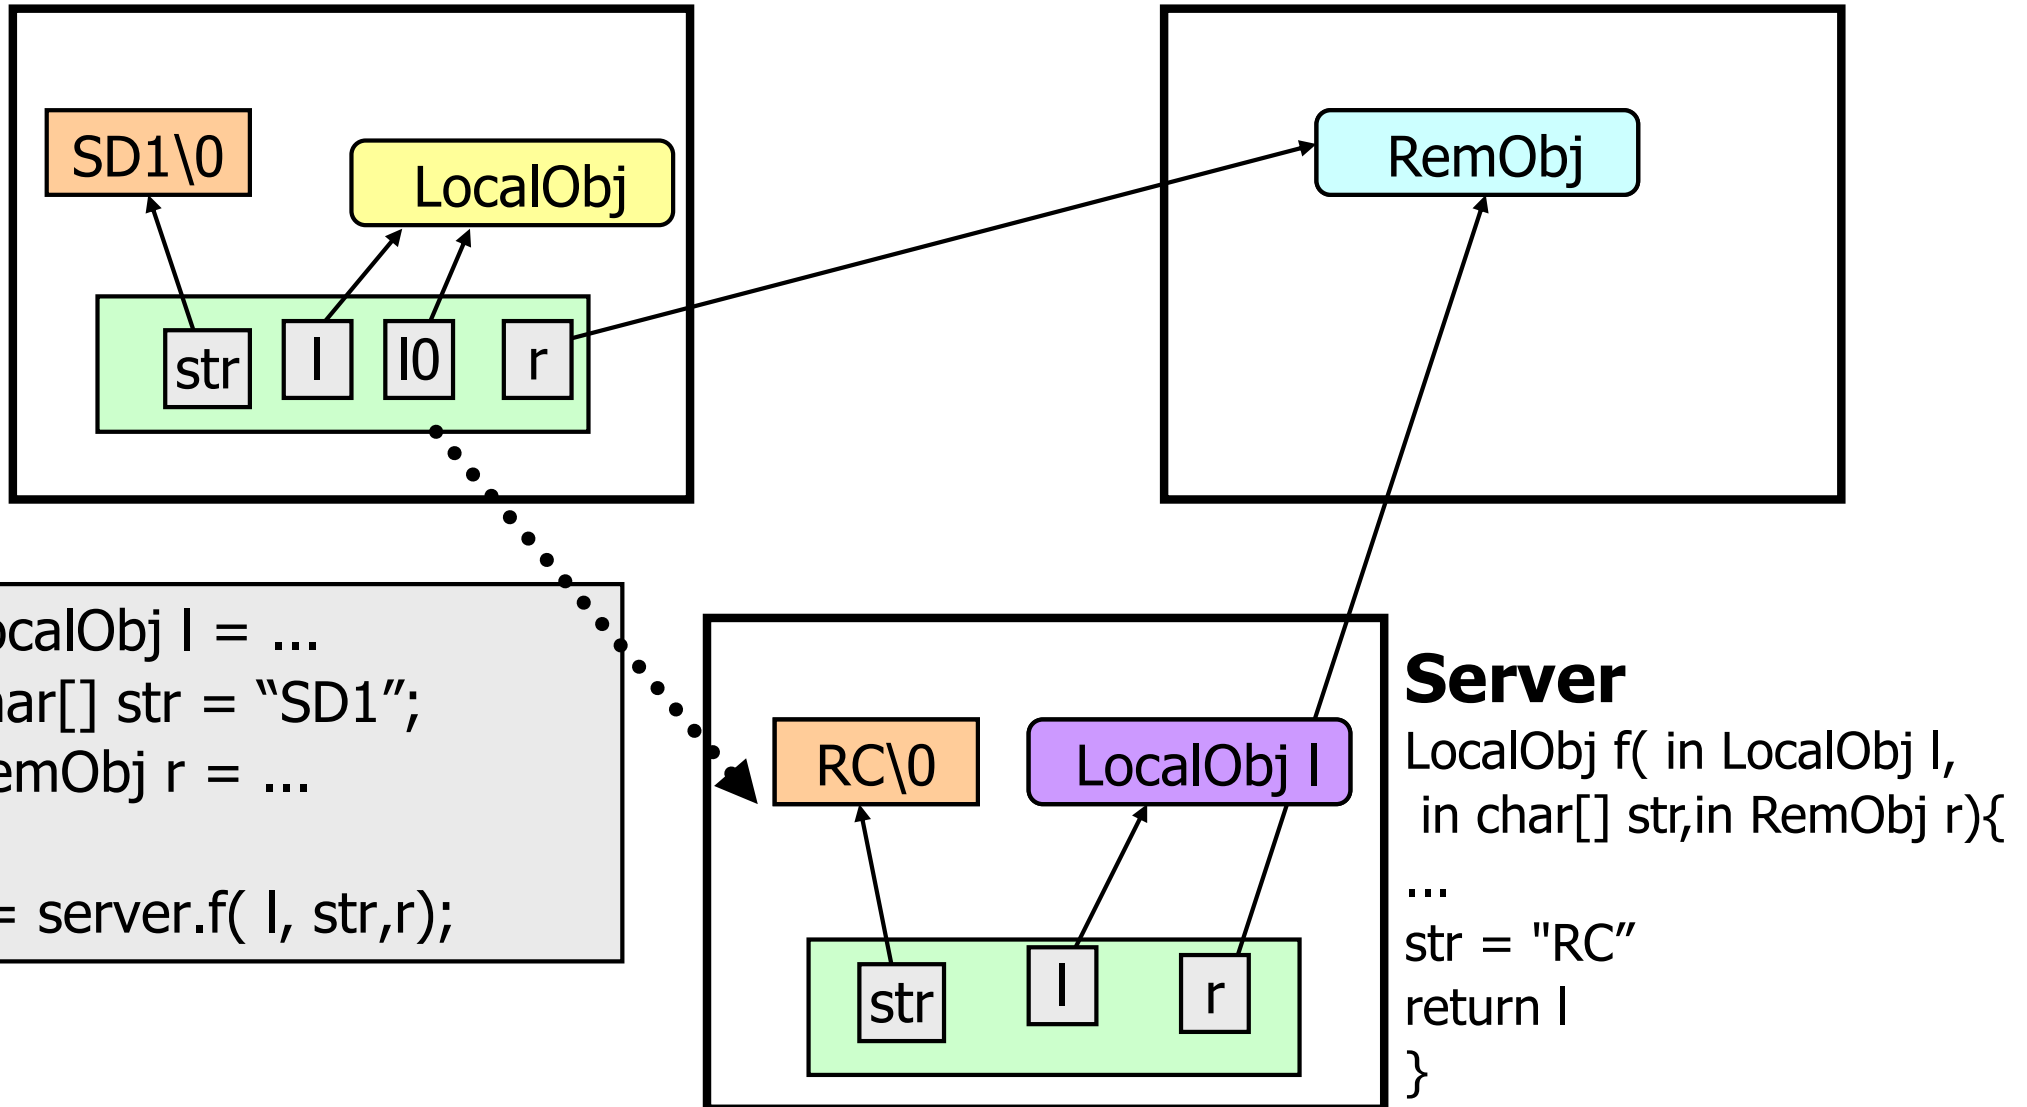 SD1\0
LocalObj
RemObj
str
l
l0
r
ocalObj l = ...
nar[] str = “SD1”;
emObj r = ...
= server.f( l, str,r);
RC\0
LocalObj l
str
l
r
Server
LocalObj f( in LocalObj l,
in char[] str,in RemObj r){
...
str = "RC”
return l
}